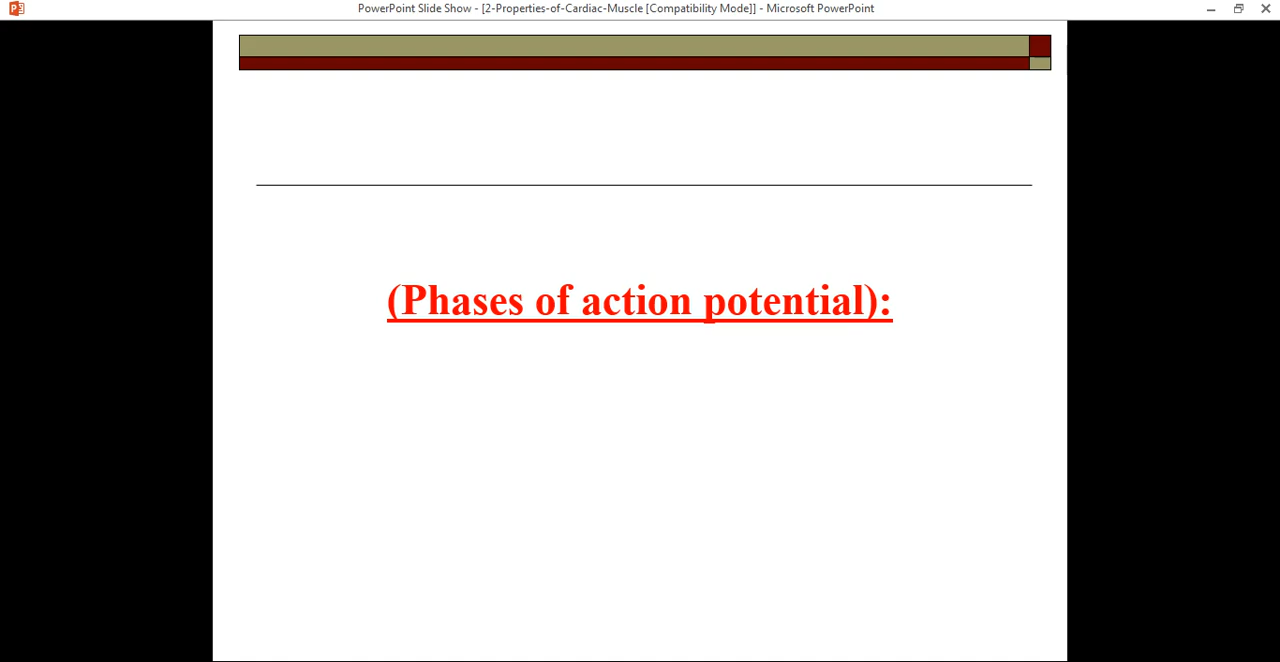 PowerPoint Slide Show - [2-Properties-of-Cardiac-Muscle [Compatibility Mode]] - Microsoft PowerPoint
(Phases of action potential):